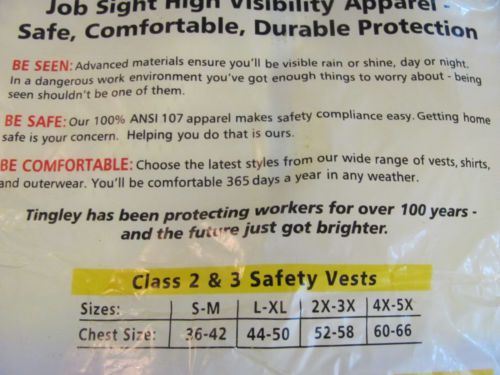 Job Sight High Visibility Apparel -
Safe, Comfortable, Durable Protection
BE SEEN: Advanced materials ensure you'll be visible rain or shine, day or night.
In a dangerous work environment you've got enough things to worry about - being
seen shouldn't be one of them.
BE SAFE: Our 100% ANSI 107 apparel makes safety compliance easy. Getting home
safe is your concern. Helping you do that is ours.
BE COMFORTABLE: Choose the latest styles from our wide range of vests, shirts,
and outerwear. You'll be comfortable 365 days a year in any weather.
Tingley has been protecting workers for over 100 years -
and the future just got brighter.
Class 2 & 3 Safety Vests
Sizes: S-M L-XL 2X-3X 4X-5X
Chest Size: 36-42 44-50 52-58 60-66